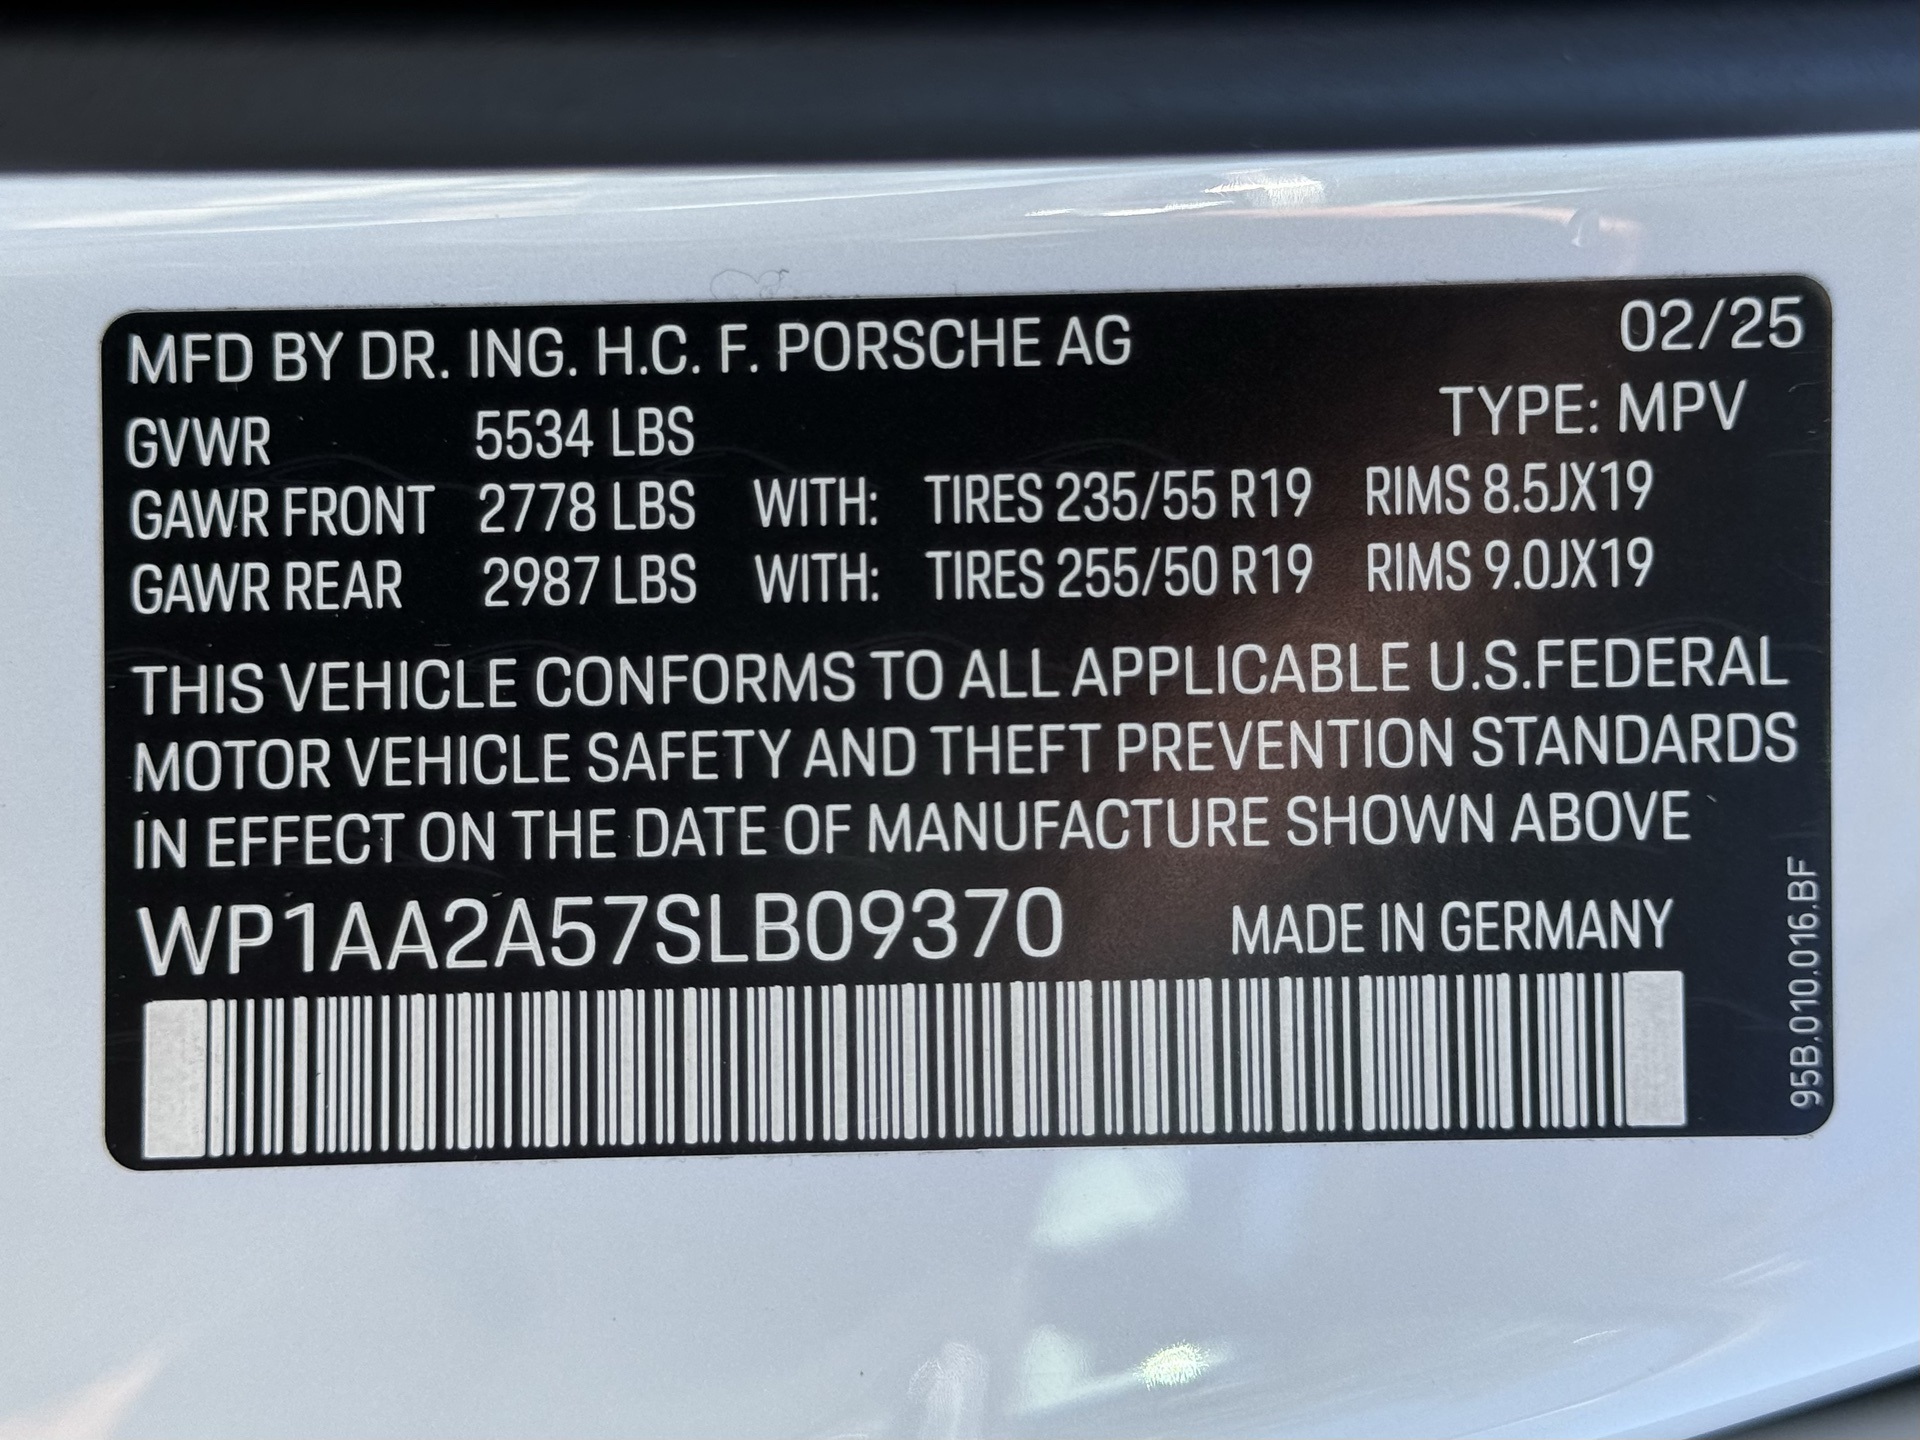 MFD BY DR. ING. H.C. F. PORSCHE AG 02/25
TYPE: MPV
GVWR 5534 LBS
GAWR FRONT 2778 LBS WITH: TIRES 235/55 R19 RIMS 8.5JX19
GAWR REAR 2987 LBS WITH: TIRES 255/50 R19 RIMS 9.0JX19
THIS VEHICLE CONFORMS TO ALL APPLICABLE U.S.FEDERAL
MOTOR VEHICLE SAFETY AND THEFT PREVENTION STANDARDS
IN EFFECT ON THE DATE OF MANUFACTURE SHOWN ABOVE
WP1AA2A57SLB09370 MADE IN GERMANY
95B.010.016.BF